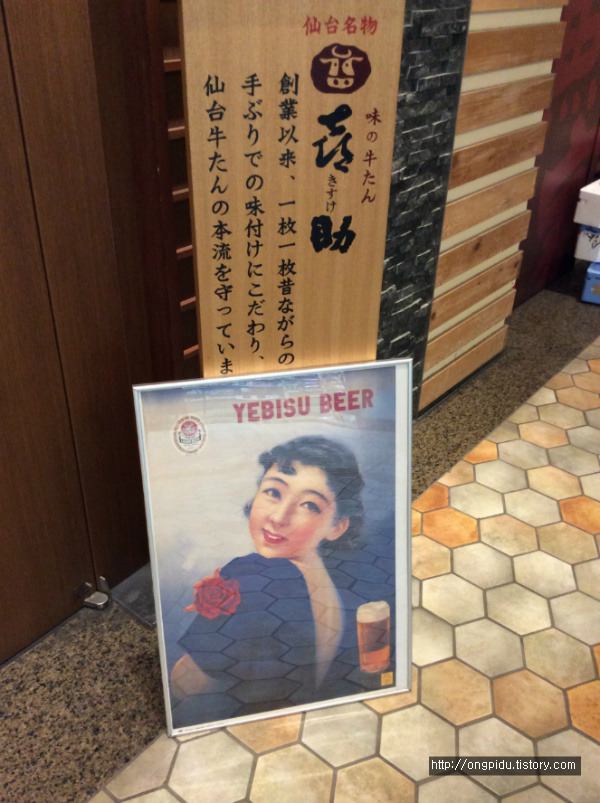 仙台名物
味の牛たん
喜助
きすけ
創業以来、一枚一枚昔ながらの
手ぶりでの味付けにこだわり、
仙台牛たんの本流を守っていま
YEBISU BEER
http://ongpidu.tistory.com